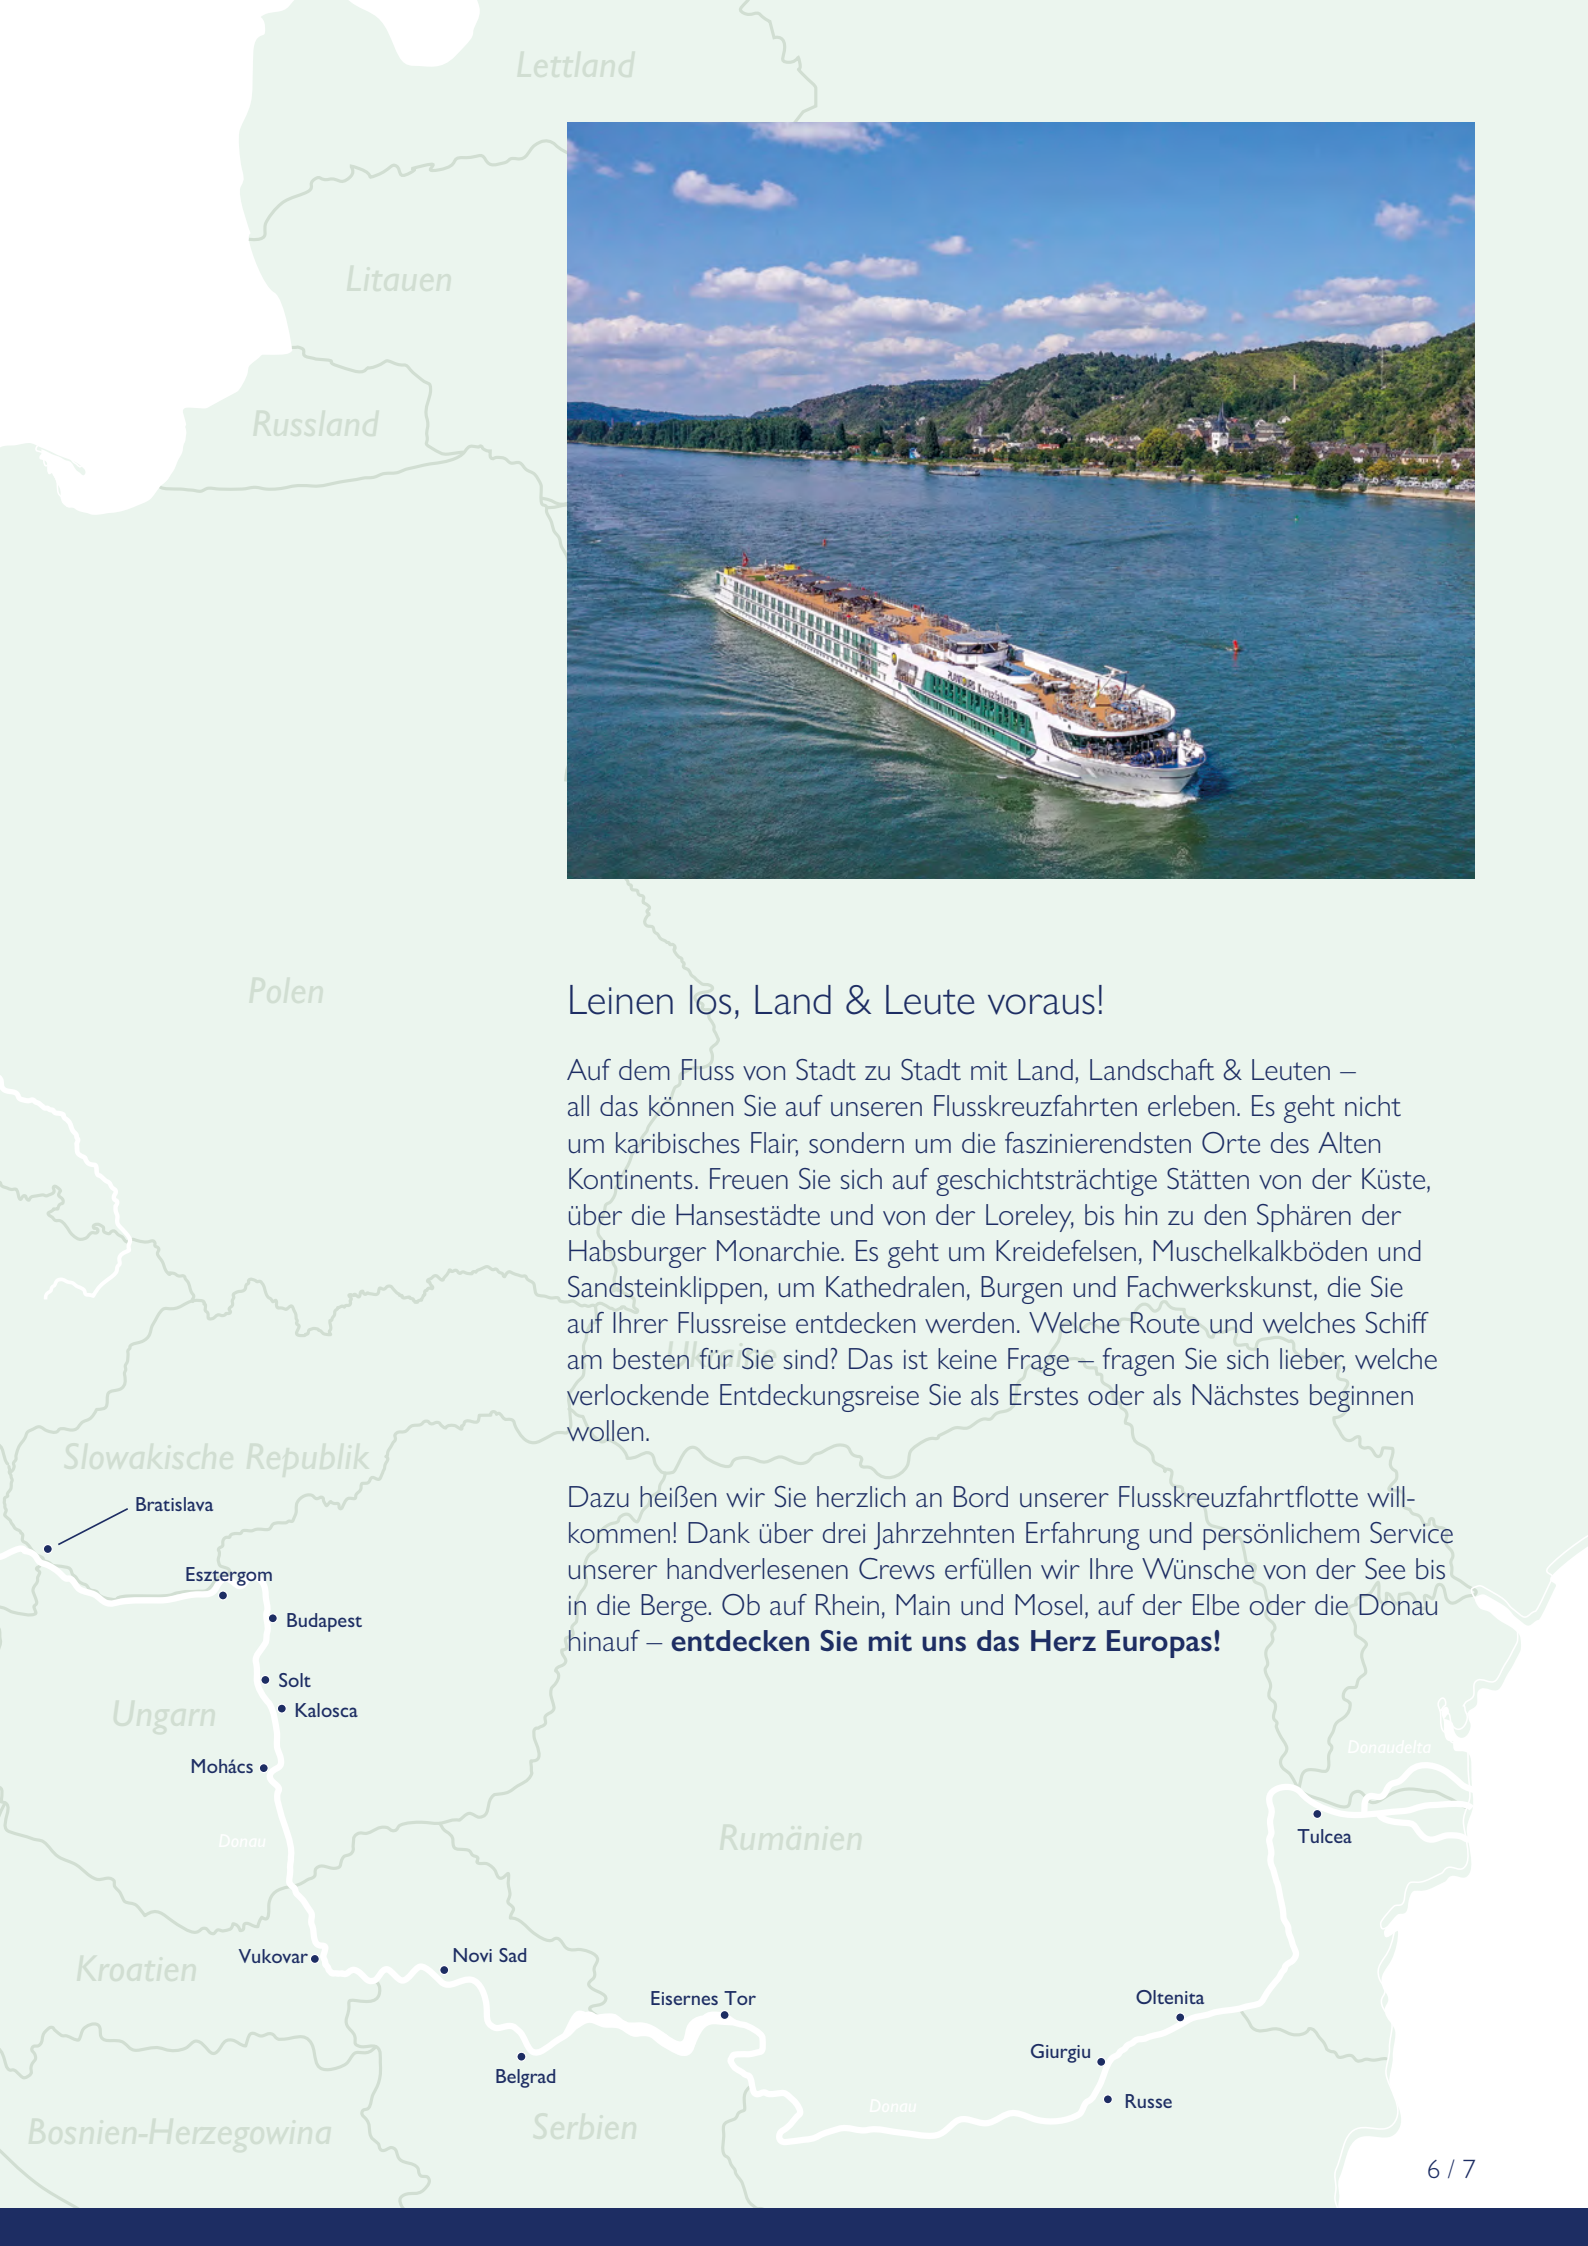 Lettland
Litauen
Russland
PLANTOURS Kreuzfahrten
Polen
Leinen los, Land & Leute voraus!
Auf dem Fluss von Stadt zu Stadt mit Land, Landschaft & Leuten –
all das können Sie auf unseren Flusskreuzfahrten erleben. Es geht nicht
um karibisches Flair, sondern um die faszinierendsten Orte des Alten
Kontinents. Freuen Sie sich auf geschichtsträchtige Stätten von der Küste,
über die Hansestädte und von der Loreley, bis hin zu den Sphären der
Habsburger Monarchie. Es geht um Kreidefelsen, Muschelkalkböden und
Sandsteinklippen, um Kathedralen, Burgen und Fachwerkskunst, die Sie
auf Ihrer Flussreise entdecken werden. Welche Route und welches Schiff
am besten für Sie sind? Das ist keine Frage – fragen Sie sich lieber, welche
verlockende Entdeckungsreise Sie als Erstes oder als Nächstes beginnen
wollen.
Ukraine
Dazu heißen wir Sie herzlich an Bord unserer Flusskreuzfahrtflotte will-
kommen! Dank über drei Jahrzehnten Erfahrung und persönlichem Service
unserer handverlesenen Crews erfüllen wir Ihre Wünsche von der See bis
in die Berge. Ob auf Rhein, Main und Mosel, auf der Elbe oder die Donau
hinauf – entdecken Sie mit uns das Herz Europas!
Slowakische Republik
Bratislava
Esztergom
Budapest
Solt
Ungarn
Kalosca
Mohács
Donaudelta
Donau
Rumänien
Tulcea
Kroatien
Vukovar
Novi Sad
Eisernes Tor
Oltenita
Giurgiu
Belgrad
Russe
Donau
Bosnien-Herzegowina
Serbien
6 / 7